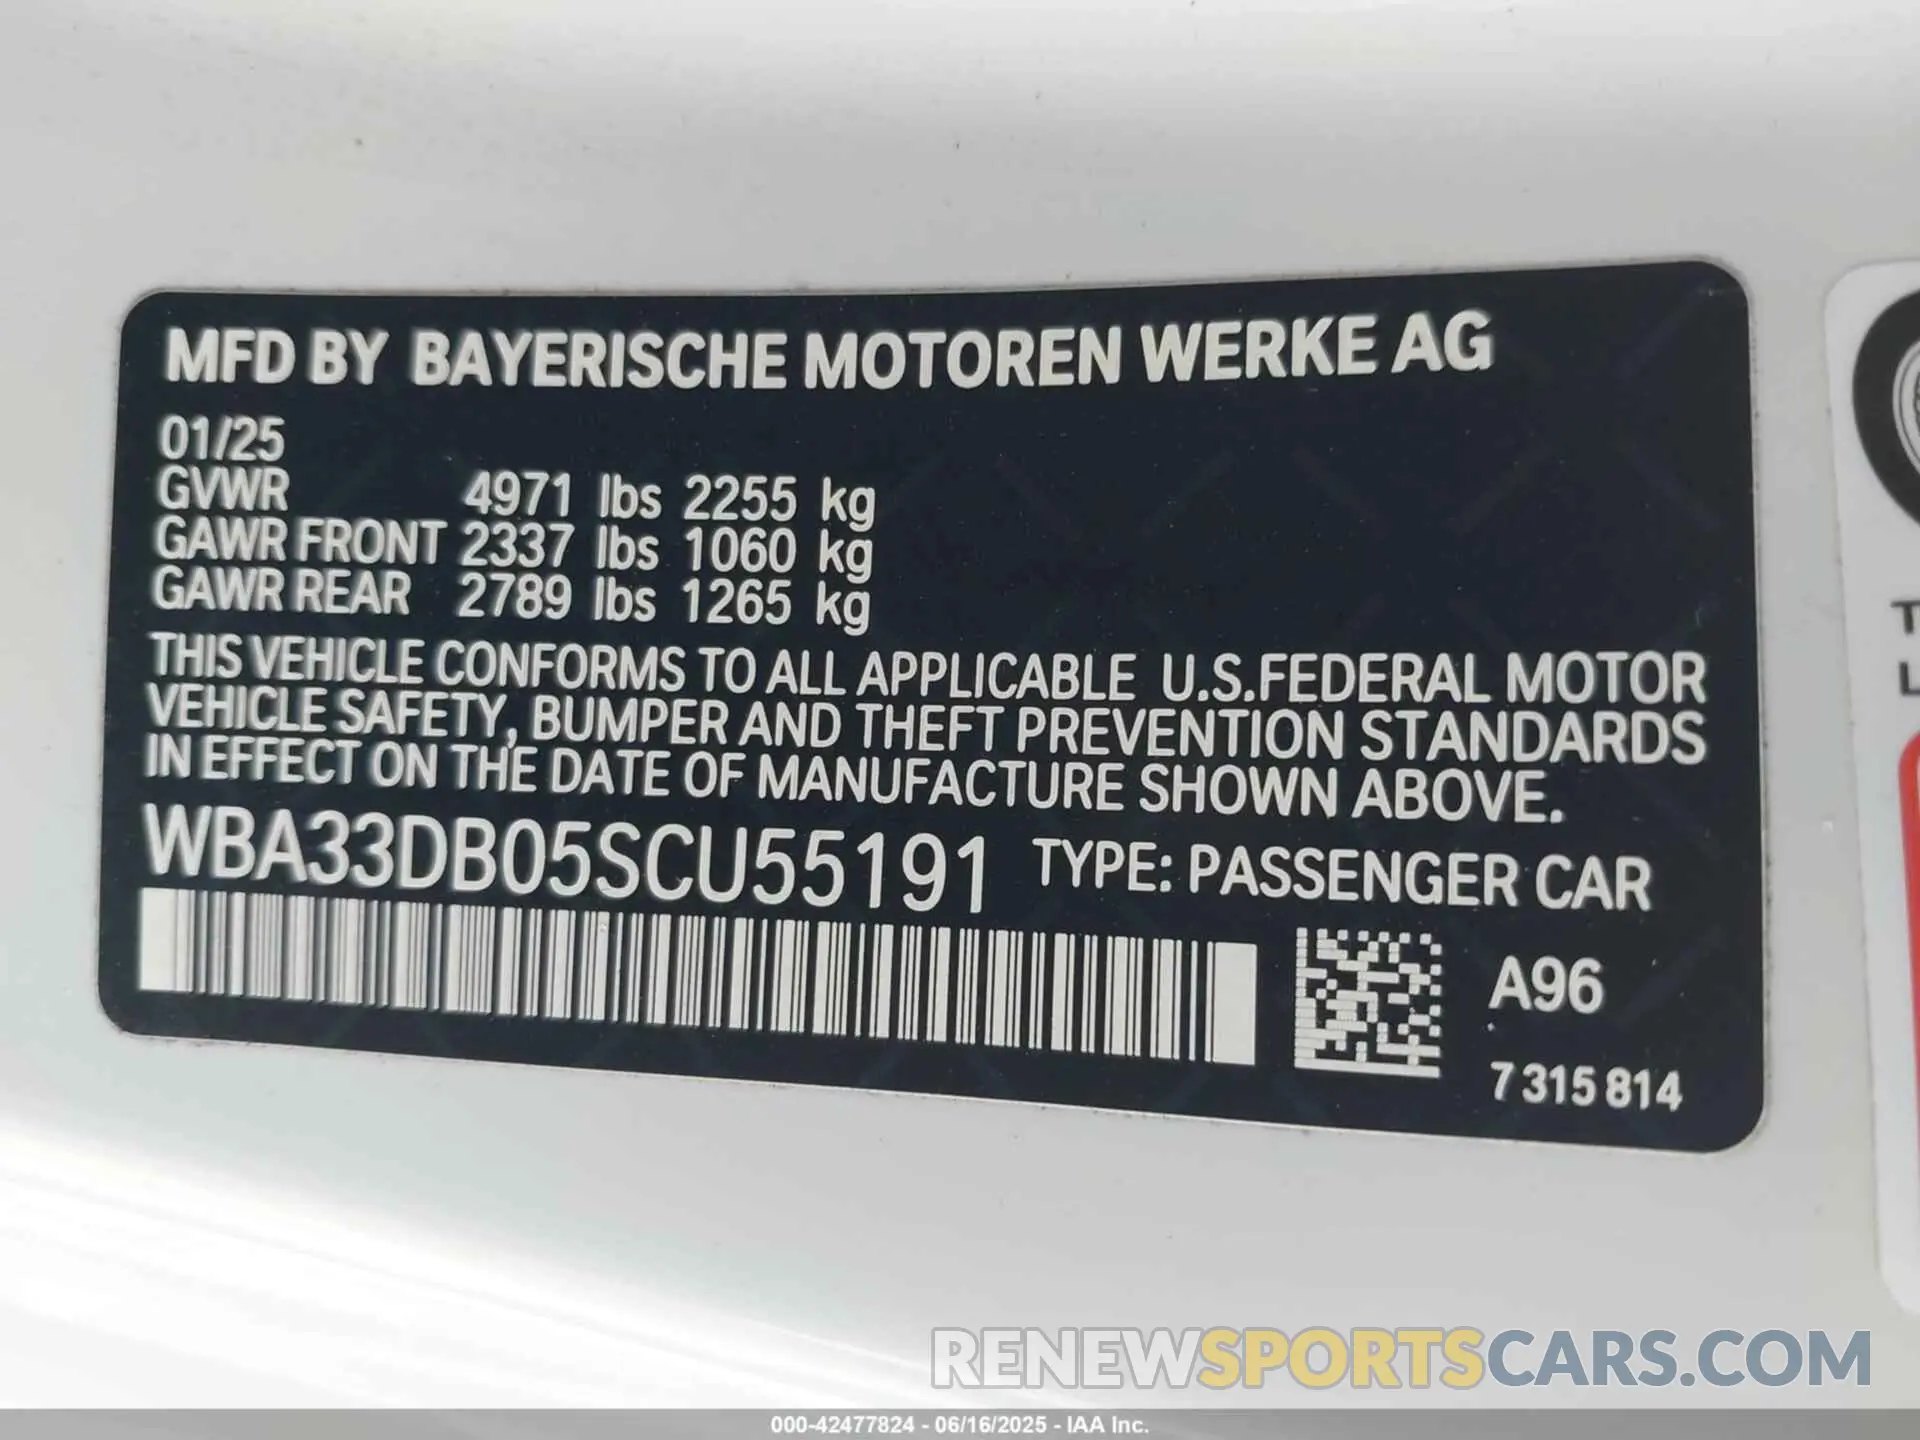 MFD BY BAYERISCHE MOTOREN WERKE AG
01/25
GVWR 4971 lbs 2255 kg
GAWR FRONT 2337 lbs 1060 kg
GAWR REAR 2789 lbs 1265 kg
THIS VEHICLE CONFORMS TO ALL APPLICABLE U.S.FEDERAL MOTOR
VEHICLE SAFETY, BUMPER AND THEFT PREVENTION STANDARDS
IN EFFECT ON THE DATE OF MANUFACTURE SHOWN ABOVE.
WBA33DB05SCU55191 TYPE: PASSENGER CAR
A96
7 315 814
RENEWSPORTSCARS.COM
000-42477824 - 06/16/2025 - IAA Inc.